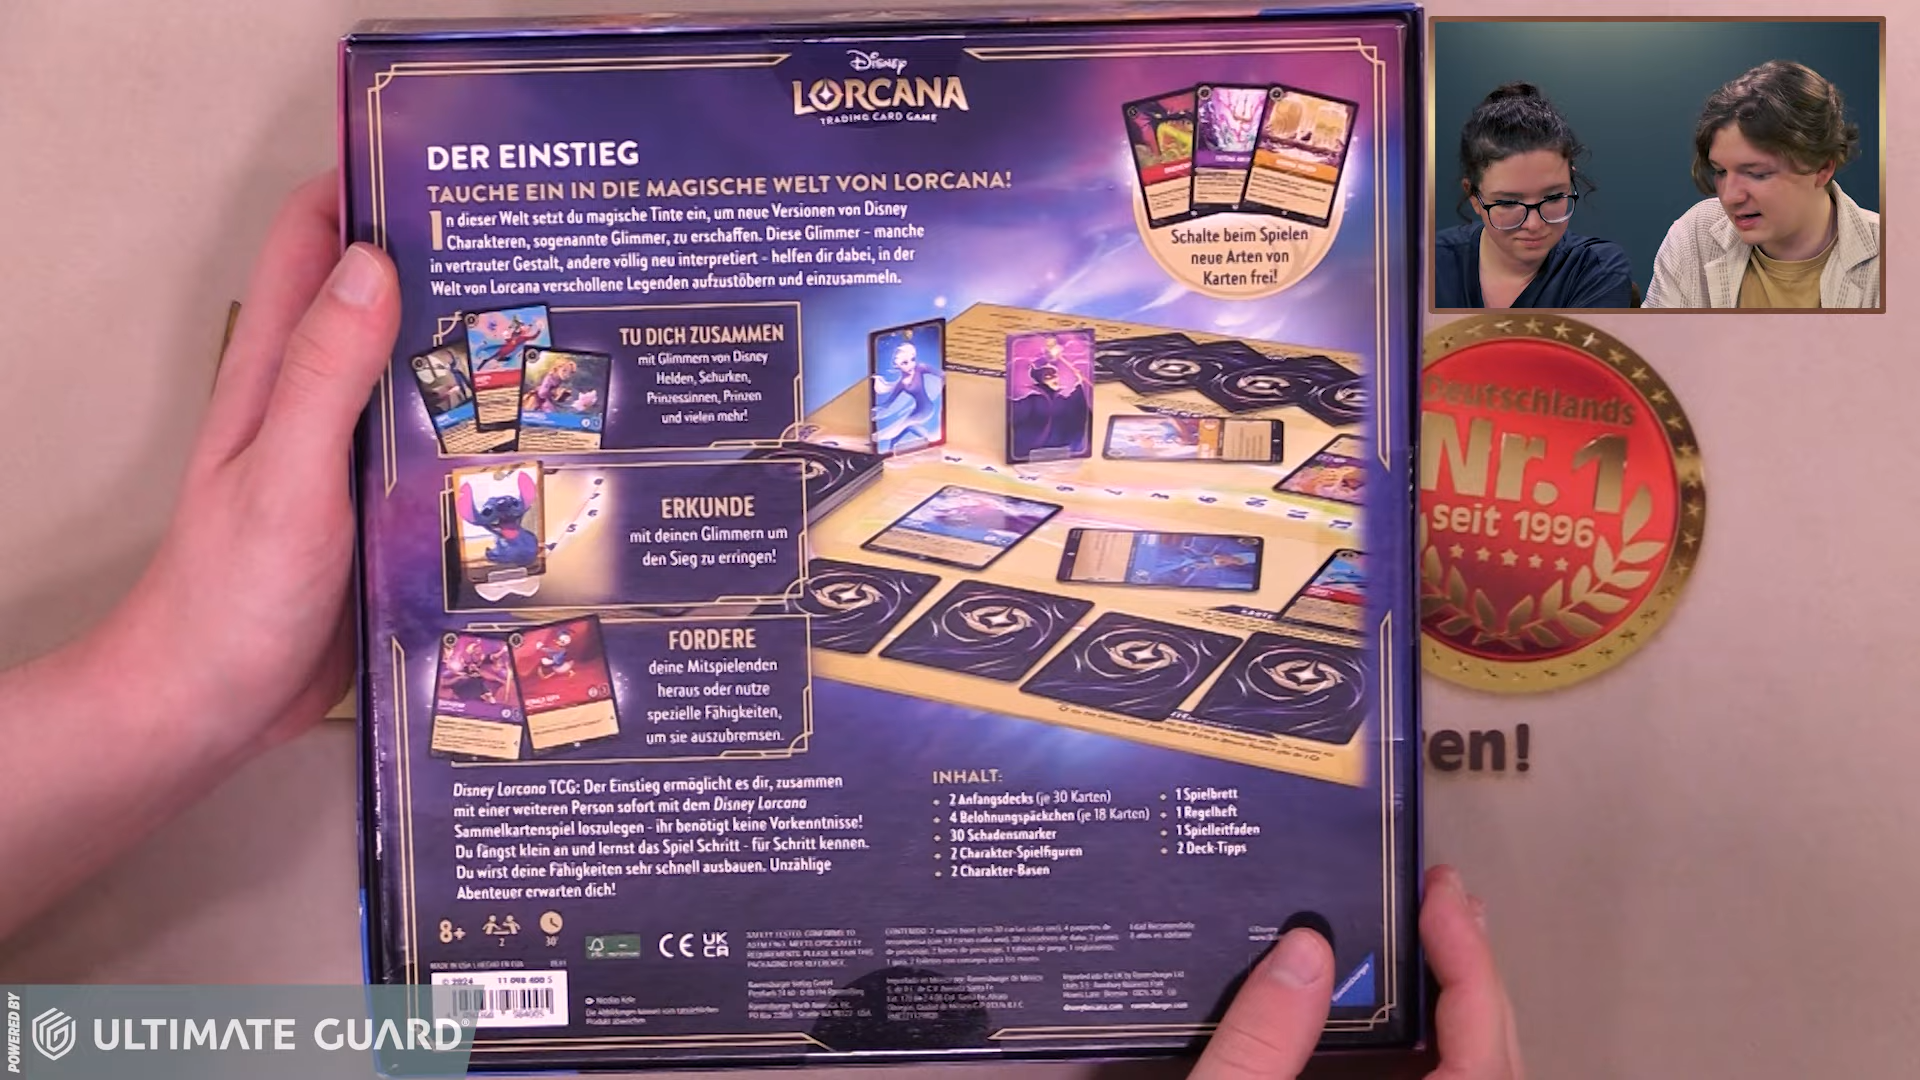 Disney
LORCANA
TRADING CARD GAME
DER EINSTIEG
TAUCHE EIN IN DIE MAGISCHE WELT VON LORCANA!
In dieser Welt setzt du magische Tinte ein, um neue Versionen von Disney
Charakteren, sogenannte Glimmer, zu erschaffen. Diese Glimmer – manche
in vertrauter Gestalt, andere völlig neu interpretiert – helfen dir dabei, in der
Welt von Lorcana verschollene Legenden aufzustöbern und einzusammeln.
Schalte beim Spielen
neue Arten von
Karten frei!
TU DICH ZUSAMMEN
mit Glimmern von Disney
Helden, Schurken,
Prinzessinnen, Prinzen
und vielen mehr!
ERKUNDE
mit deinen Glimmern um
den Sieg zu erringen!
FORDERE
deine Mitspielenden
heraus oder nutze
spezielle Fähigkeiten,
um sie auszubremsen.
Disney Lorcana TCG: Der Einstieg ermöglicht es dir, zusammen
mit einer weiteren Person sofort mit dem Disney Lorcana
Sammelkartenspiel loszulegen - ihr benötigt keine Vorkenntnisse!
Du fängst klein an und lernst das Spiel Schritt - für Schritt kennen.
Du wirst deine Fähigkeiten sehr schnell ausbauen. Unzählige
Abenteuer erwarten dich!
INHALT:
• 2 Anfangsdecks (je 30 Karten)
• 4 Belohnungspäckchen (je 18 Karten)
• 30 Schadensmarker
• 2 Charakter-Spielfiguren
• 2 Charakter-Basen
• 1 Spielbrett
• 1 Regelheft
• 1 Spielleitfaden
• 2 Deck-Tipps
8+
2
30'
CE UK CA
© 2024
Ravensburger
Deutschlands
Nr. 1
seit 1996
en!
POWERED BY
ULTIMATE GUARD